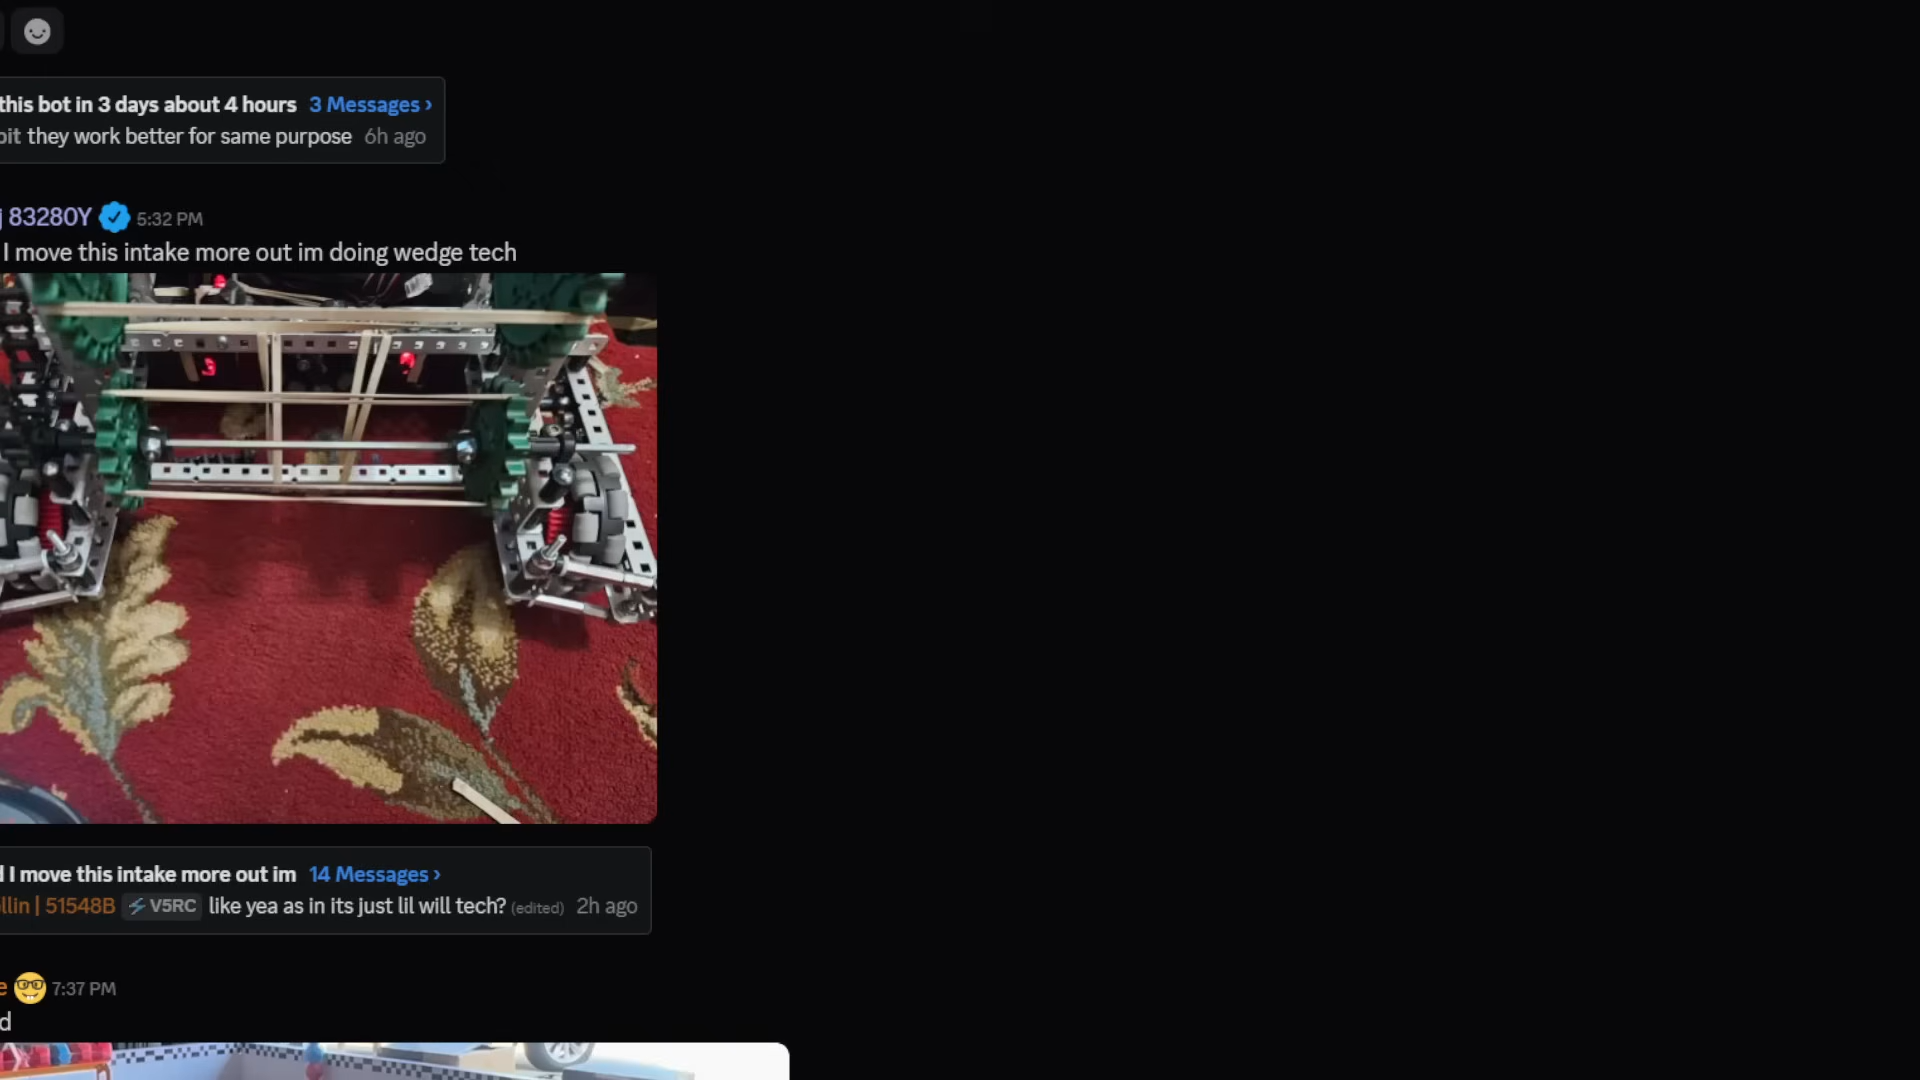 this bot in 3 days about 4 hours 3 Messages ›
they work better for same purpose 6h ago
83280Y 5:32 PM
I move this intake more out im doing wedge tech
I move this intake more out im 14 Messages ›
51548B V5RC like yea as in its just lil will tech? (edited) 2h ago
7:37 PM